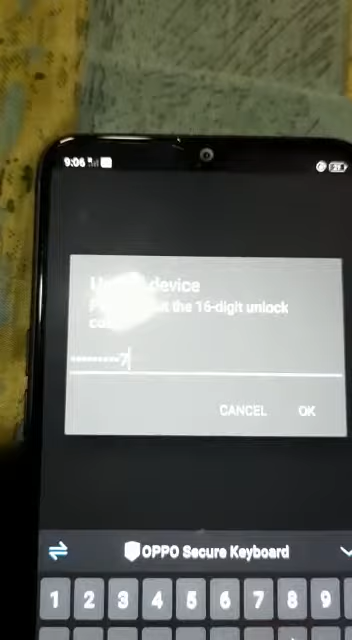 9:06
device
the 16-digit unlock
7
CANCEL OK
OPPO Secure Keyboard
1 2 3 4 5 6 7 8 9